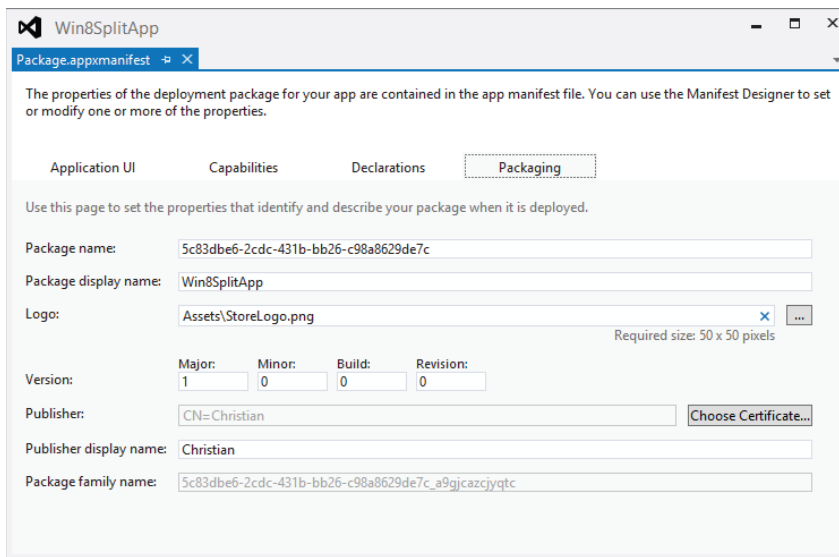 Win8SplitApp
Package.appxmanifest
The properties of the deployment package for your app are contained in the app manifest file. You can use the Manifest Designer to set
or modify one or more of the properties.
Application UI Capabilities Declarations Packaging
Use this page to set the properties that identify and describe your package when it is deployed.
Package name: 5c83dbe6-2cdc-431b-bb26-c98a8629de7c
Package display name: Win8SplitApp
Logo: Assets\StoreLogo.png ...
Required size: 50 x 50 pixels
Major: Minor: Build: Revision:
Version: 1 0 0 0
Publisher: CN=Christian Choose Certificate...
Publisher display name: Christian
Package family name: 5c83dbe6-2cdc-431b-bb26-c98a8629de7c_a9gjcazcjyqtc